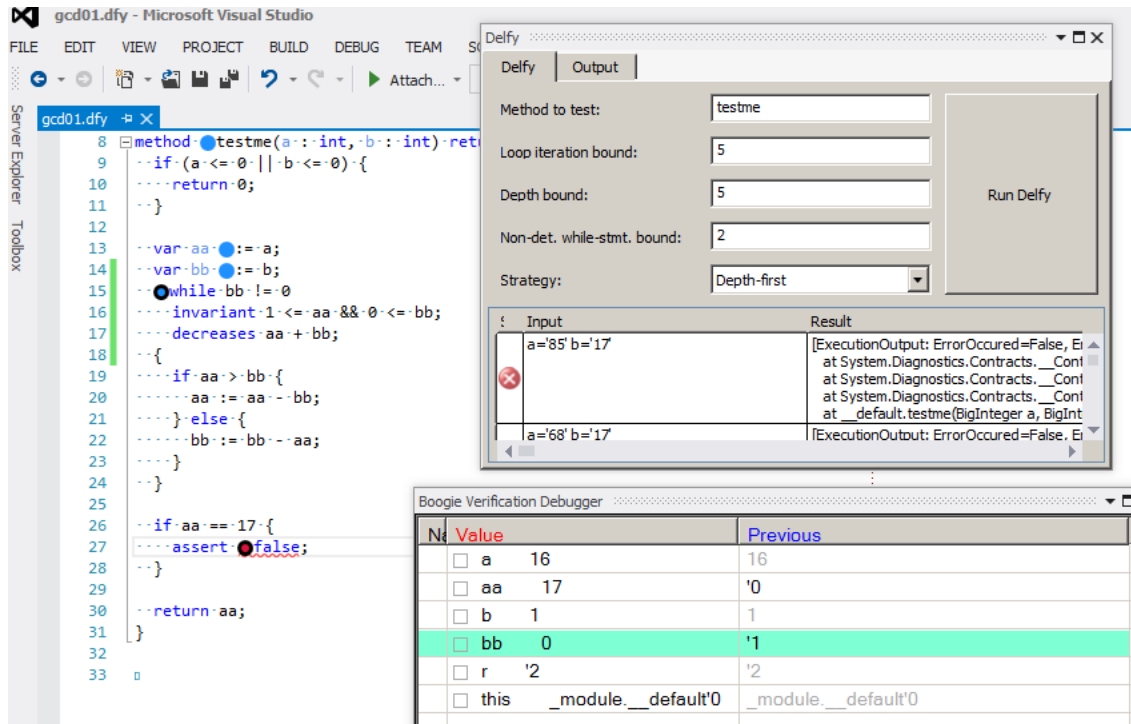 gcd01.dfy - Microsoft Visual Studio
FILE EDIT VIEW PROJECT BUILD DEBUG TEAM
Attach...
Server Explorer
Toolbox
gcd01.dfy
8 method testme(a : int, b : int) retu
9 if (a <= 0 || b <= 0) {
10 return 0;
11 }
12
13 var aa := a;
14 var bb := b;
15 while bb != 0
16 invariant 1 <= aa && 0 <= bb;
17 decreases aa + bb;
18 {
19 if aa > bb {
20 aa := aa - bb;
21 } else {
22 bb := bb - aa;
23 }
24 }
25
26 if aa == 17 {
27 assert false;
28 }
29
30 return aa;
31 }
32
33
Delfy
Delfy Output
Method to test: testme
Loop iteration bound: 5
Depth bound: 5
Non-det. while-stmt. bound: 2
Strategy: Depth-first
Run Delfy
Input Result
a='85' b='17' [ExecutionOutput: ErrorOccured=False, Er
at System.Diagnostics.Contracts.__Cont
at System.Diagnostics.Contracts.__Cont
at System.Diagnostics.Contracts.__Cont
at __default.testme(BigInteger a, BigInt
a='68' b='17' [ExecutionOutput: ErrorOccured=False, Er
Boogie Verification Debugger
Na Value Previous
a 16 16
aa 17 '0
b 1 1
bb 0 '1
r '2 '2
this _module.__default'0 _module.__default'0